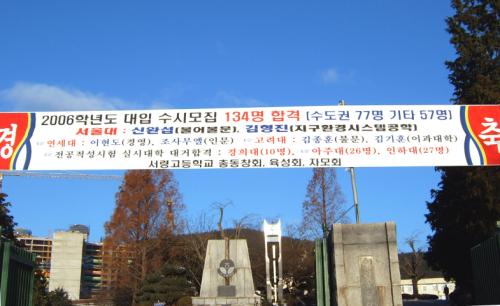 경 축
2006학년도 대입 수시모집 134명 합격 (수도권 77명 기타 57명)
서울대 : 신완섭(불어불문), 김형진(지구환경시스템공학)
연세대 : 이현도(경영), 조사무엘(인문) 고려대 : 김종훈(불문), 김기훈(이과대학)
전공적성시험 실시대학 대거합격 : 경희대(10명) 아주대(26명), 인하대(27명)
서령고등학교 총동창회, 육성회, 자모회